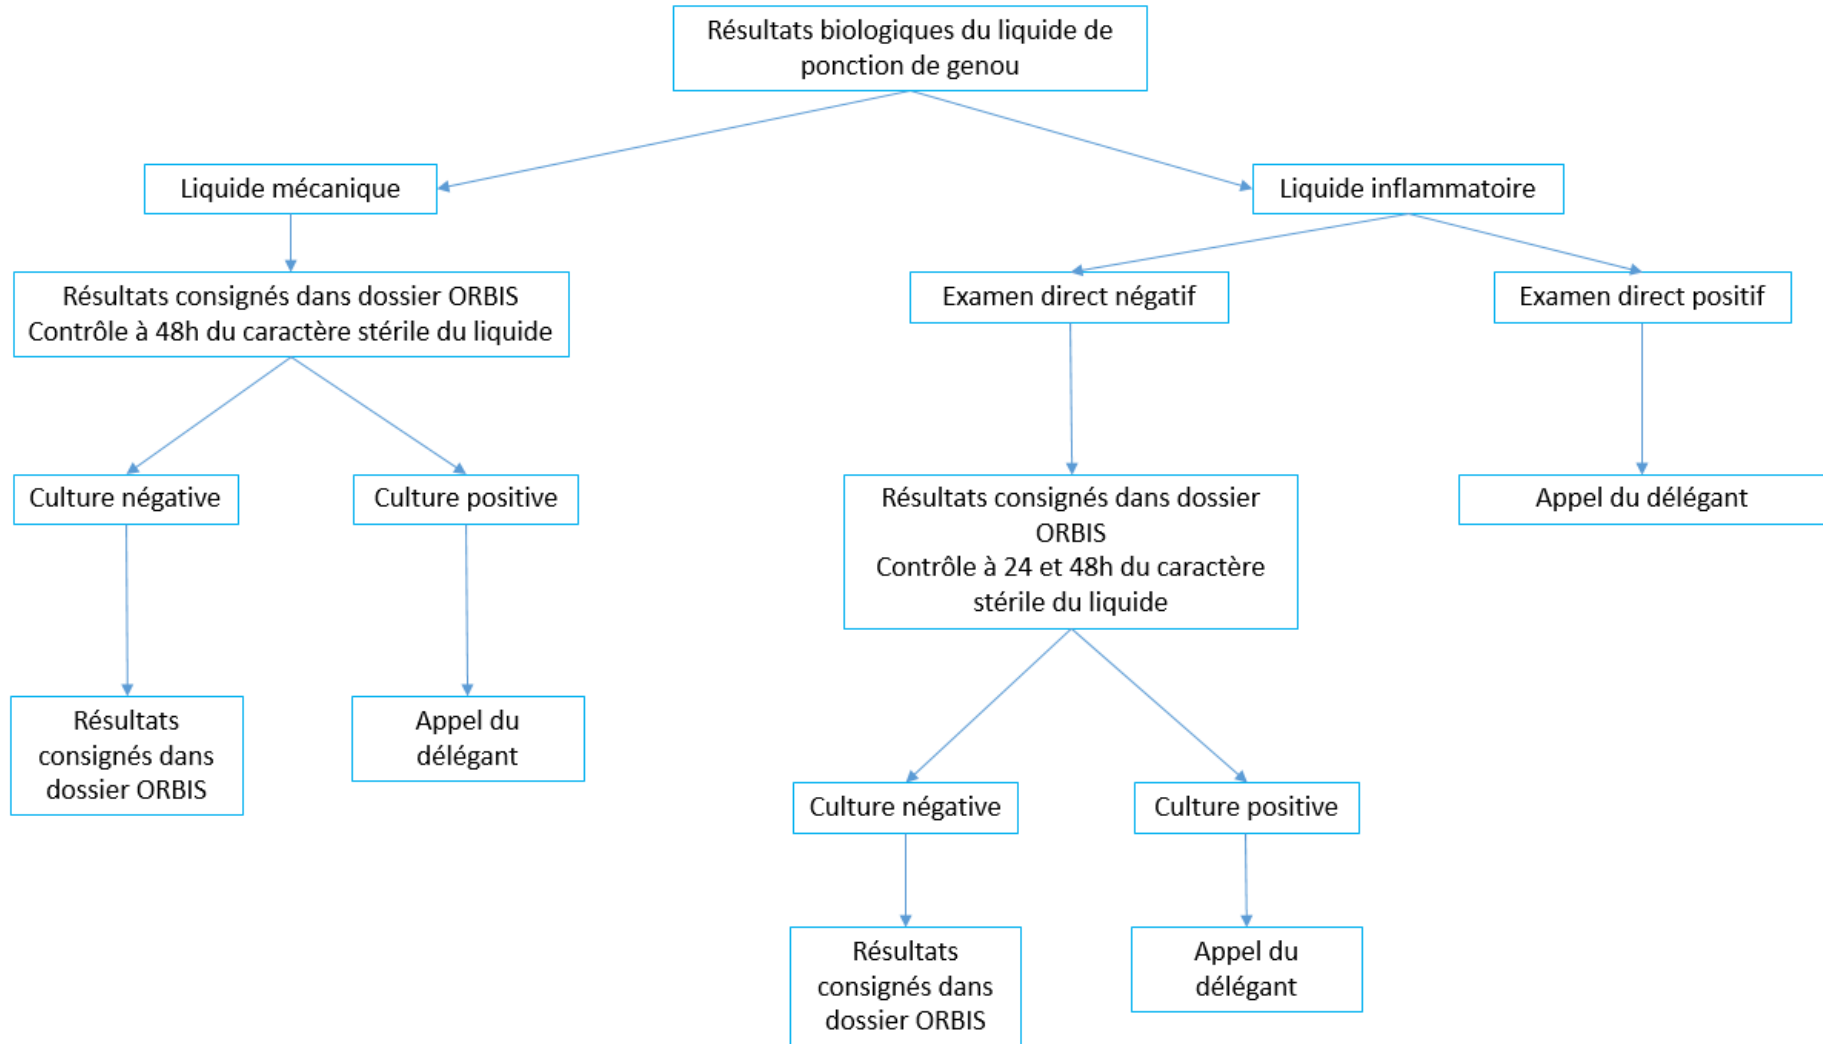 Résultats biologiques du liquide de
ponction de genou
Liquide mécanique
Liquide inflammatoire
Résultats consignés dans dossier ORBIS
Contrôle à 48h du caractère stérile du liquide
Examen direct négatif
Examen direct positif
Culture négative
Culture positive
Résultats consignés dans dossier
ORBIS
Contrôle à 24 et 48h du caractère
stérile du liquide
Appel du délégant
Résultats
consignés dans
dossier ORBIS
Appel du
délégant
Culture négative
Culture positive
Résultats
consignés dans
dossier ORBIS
Appel du
délégant